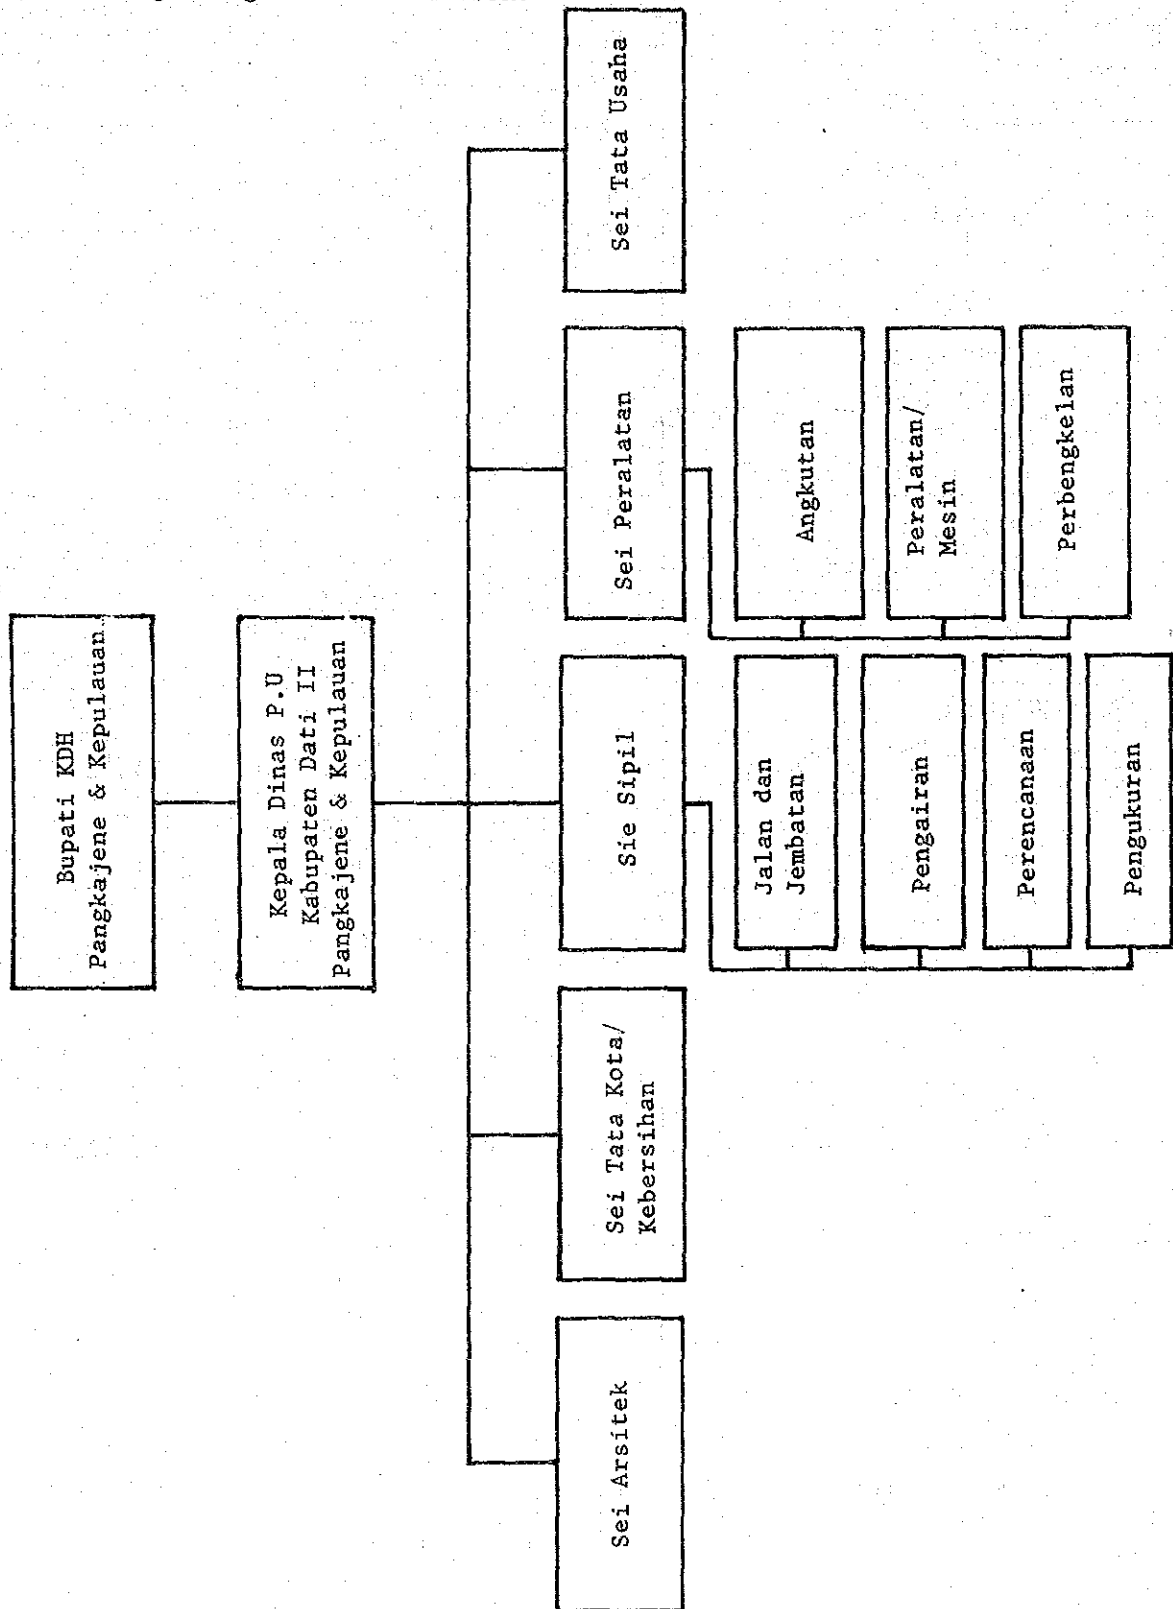 Bupati KDH
Pangkajene & Kepulauan
Kepala Dinas P.U
Kabupaten Dati II
Pangkajene & Kepulauan
Sei Arsitek
Sei Tata Kota/
Kebersihan
Sie Sipil
Sei Peralatan
Sei Tata Usaha
Jalan dan
Jembatan
Pengairan
Perencanaan
Pengukuran
Angkutan
Peralatan/
Mesin
Perbengkelan